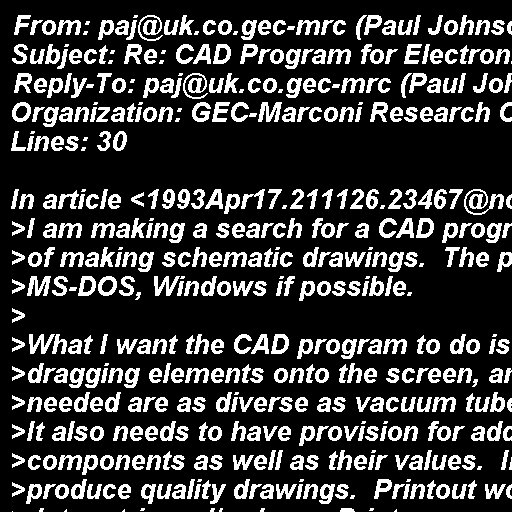 From: paj@uk.co.gec-mrc (Paul Johnso
Subject: Re: CAD Program for Electron
Reply-To: paj@uk.co.gec-mrc (Paul Joh
Organization: GEC-Marconi Research C
Lines: 30

In article <1993Apr17.211126.23467@no
>I am making a search for a CAD progr
>of making schematic drawings.  The p
>MS-DOS, Windows if possible.
>
>What I want the CAD program to do is
>dragging elements onto the screen, an
>needed are as diverse as vacuum tube
>It also needs to have provision for add
>components as well as their values.  I
>produce quality drawings.  Printout wo